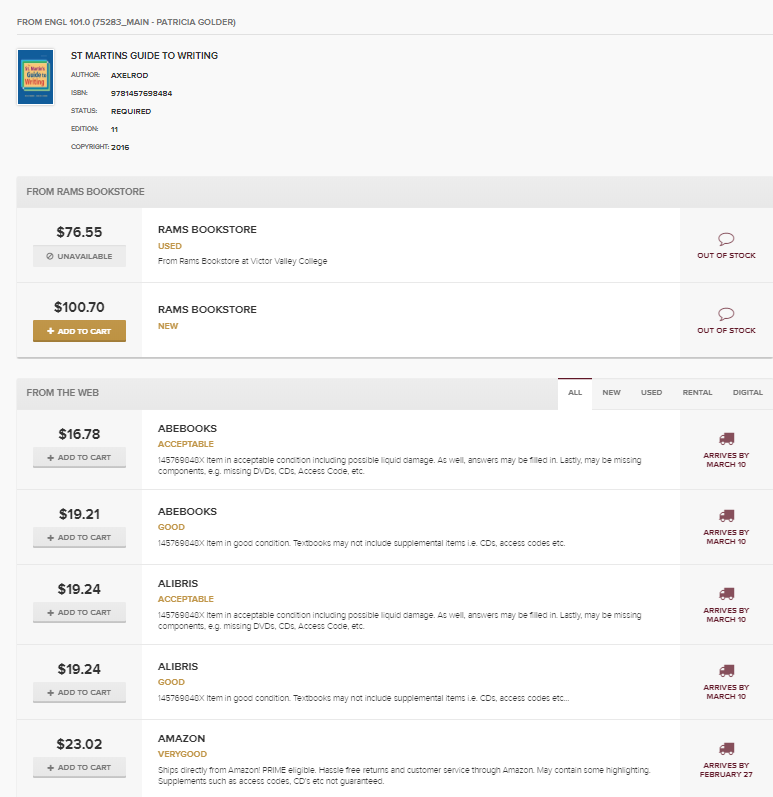 FROM ENGL 101.0 (75283_MAIN - PATRICIA GOLDER)
St. Martin's
Guide to
Writing
ST MARTINS GUIDE TO WRITING
AUTHOR: AXELROD
ISBN: 9781457698484
STATUS: REQUIRED
EDITION: 11
COPYRIGHT: 2016
FROM RAMS BOOKSTORE
$76.55
UNAVAILABLE
RAMS BOOKSTORE
USED
From Rams Bookstore at Victor Valley College
OUT OF STOCK
$100.70
+ ADD TO CART
RAMS BOOKSTORE
NEW
OUT OF STOCK
FROM THE WEB
ALL NEW USED RENTAL DIGITAL
$16.78
+ ADD TO CART
ABEBOOKS
ACCEPTABLE
145769848X Item in acceptable condition including possible liquid damage. As well, answers may be filled in. Lastly, may be missing
components, e.g. missing DVDs, CDs, Access Code, etc.
ARRIVES BY
MARCH 10
$19.21
+ ADD TO CART
ABEBOOKS
GOOD
145769848X Item in good condition. Textbooks may not include supplemental items i.e. CDs, access codes etc.
ARRIVES BY
MARCH 10
$19.24
+ ADD TO CART
ALIBRIS
ACCEPTABLE
145769848X Item in acceptable condition including possible liquid damage. As well, answers may be filled in. Lastly, may be missing
components, e.g. missing DVDs, CDs, Access Code, etc.
ARRIVES BY
MARCH 10
$19.24
+ ADD TO CART
ALIBRIS
GOOD
145769848X Item in good condition. Textbooks may not include supplemental items i.e. CDs, access codes etc...
ARRIVES BY
MARCH 10
$23.02
+ ADD TO CART
AMAZON
VERYGOOD
Ships directly from Amazon! PRIME eligible. Hassle free returns and customer service through Amazon. May contain some highlighting.
Supplements such as access codes, CD's etc not guaranteed.
ARRIVES BY
FEBRUARY 27